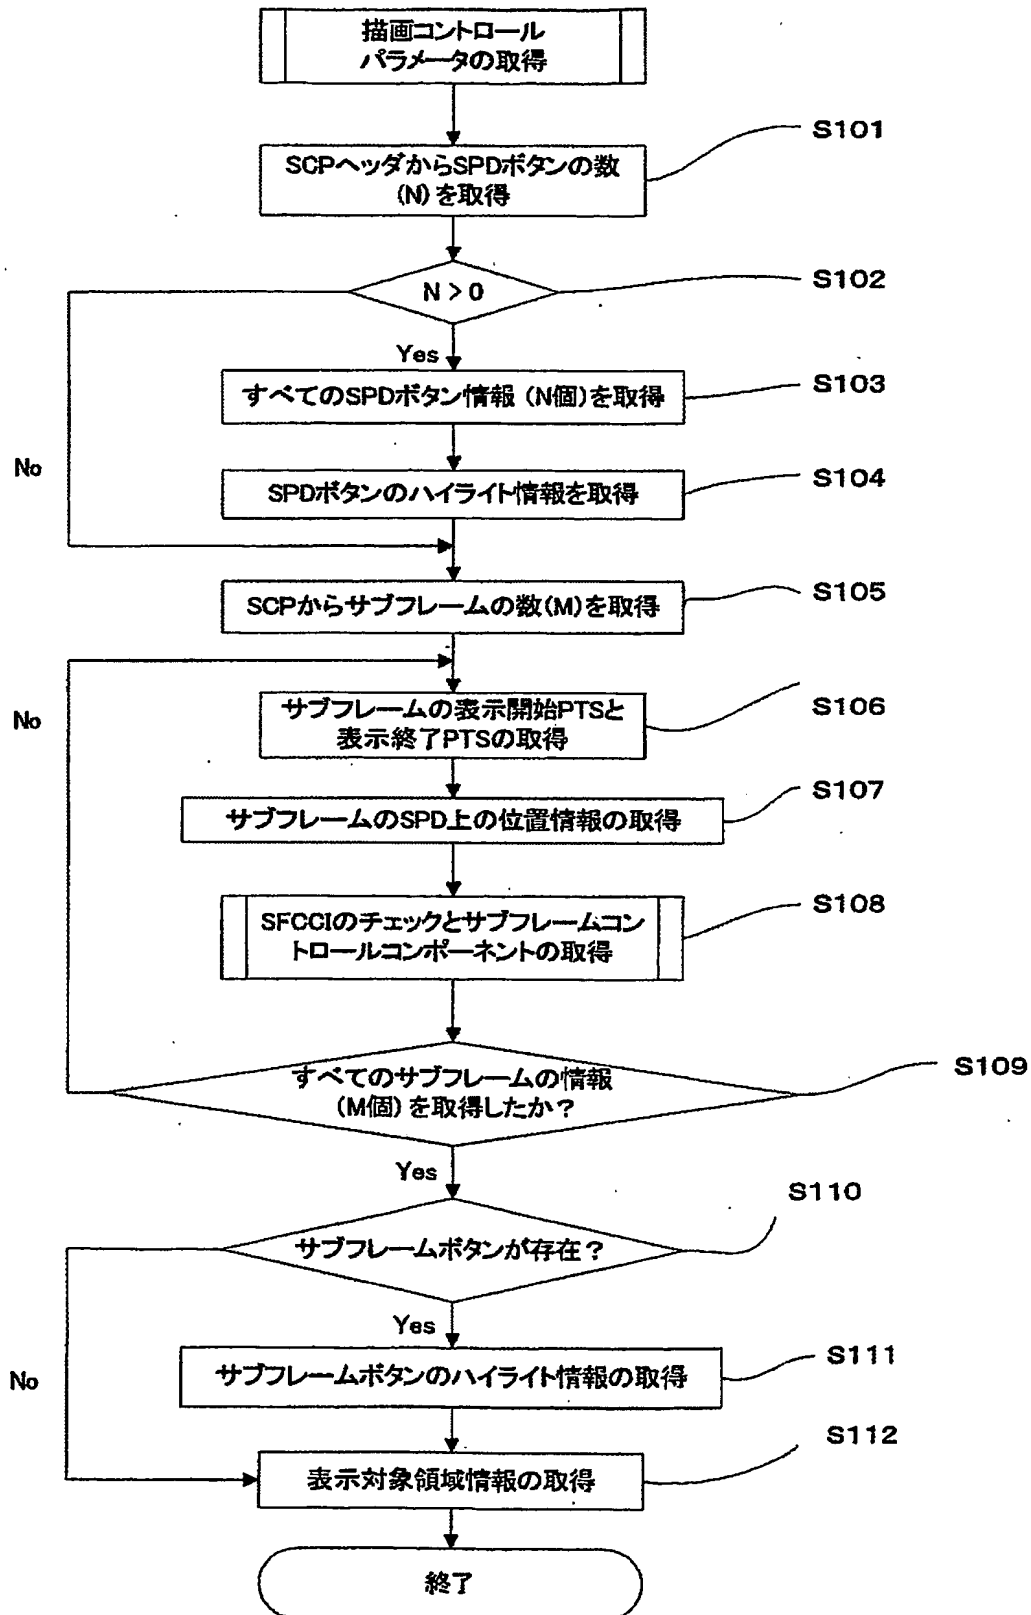 描画コントロール
パラメータの取得
S101
SCPヘッダからSPDボタンの数
(N)を取得
S102
N > 0
Yes
S103
すべてのSPDボタン情報(N個)を取得
No
S104
SPDボタンのハイライト情報を取得
S105
SCPからサブフレームの数(M)を取得
No
S106
サブフレームの表示開始PTSと
表示終了PTSの取得
S107
サブフレームのSPD上の位置情報の取得
S108
SFCCIのチェックとサブフレームコン
トロールコンポーネントの取得
S109
すべてのサブフレームの情報
(M個)を取得したか?
Yes
S110
サブフレームボタンが存在?
Yes
No
S111
サブフレームボタンのハイライト情報の取得
S112
表示対象領域情報の取得
終了